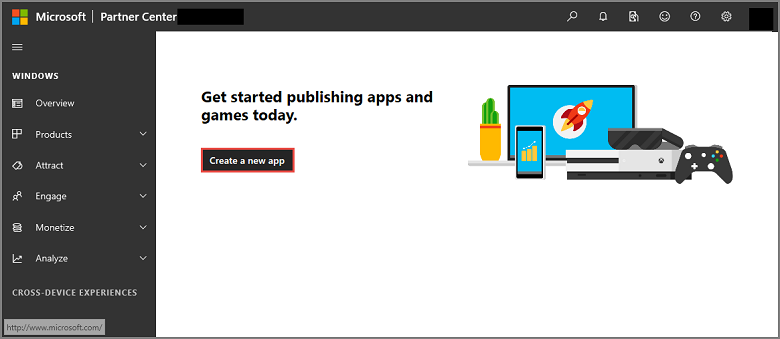 Microsoft | Partner Center
WINDOWS
Overview
Products
Attract
Engage
Monetize
Analyze
CROSS-DEVICE EXPERIENCES
http://www.microsoft.com/
Get started publishing apps and
games today.
Create a new app